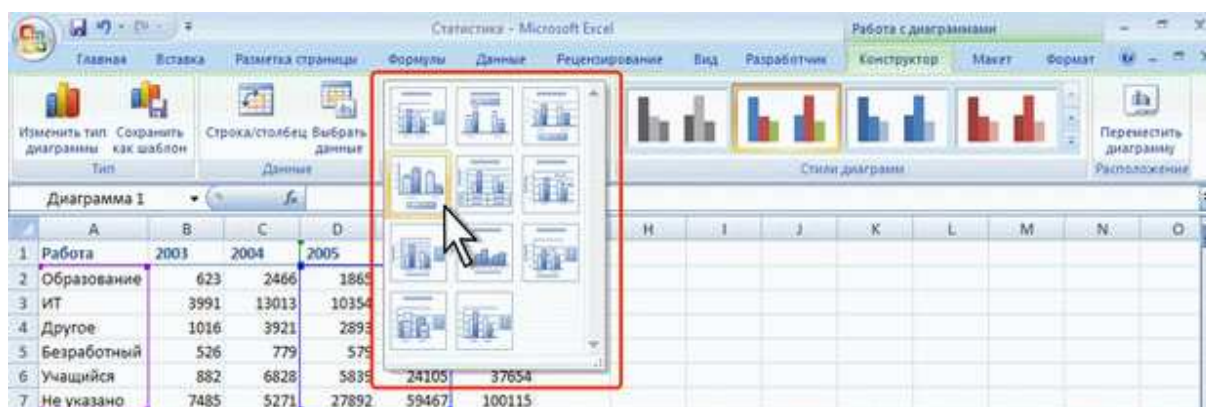 Статистика - Microsoft Excel
Работа с диаграммами
Главная Вставка Разметка страницы Формулы Данные Рецензирование Вид Разработчик Конструктор Макет Формат
Изменить тип диаграммы
Сохранить как шаблон
Строка/столбец
Выбрать данные
Переместить диаграмму
Тип Данные Стили диаграмм Расположение
Диаграмма 1 fx
A B C D H I J K L M N O
1 Работа 2003 2004 2005
2 Образование 623 2466 1865
3 ИТ 3991 13013 10354
4 Другое 1016 3921 2893
5 Безработный 526 779 579
6 Учащийся 882 6828 5835 24105 37654
7 Не указано 7485 5271 27892 59467 100115